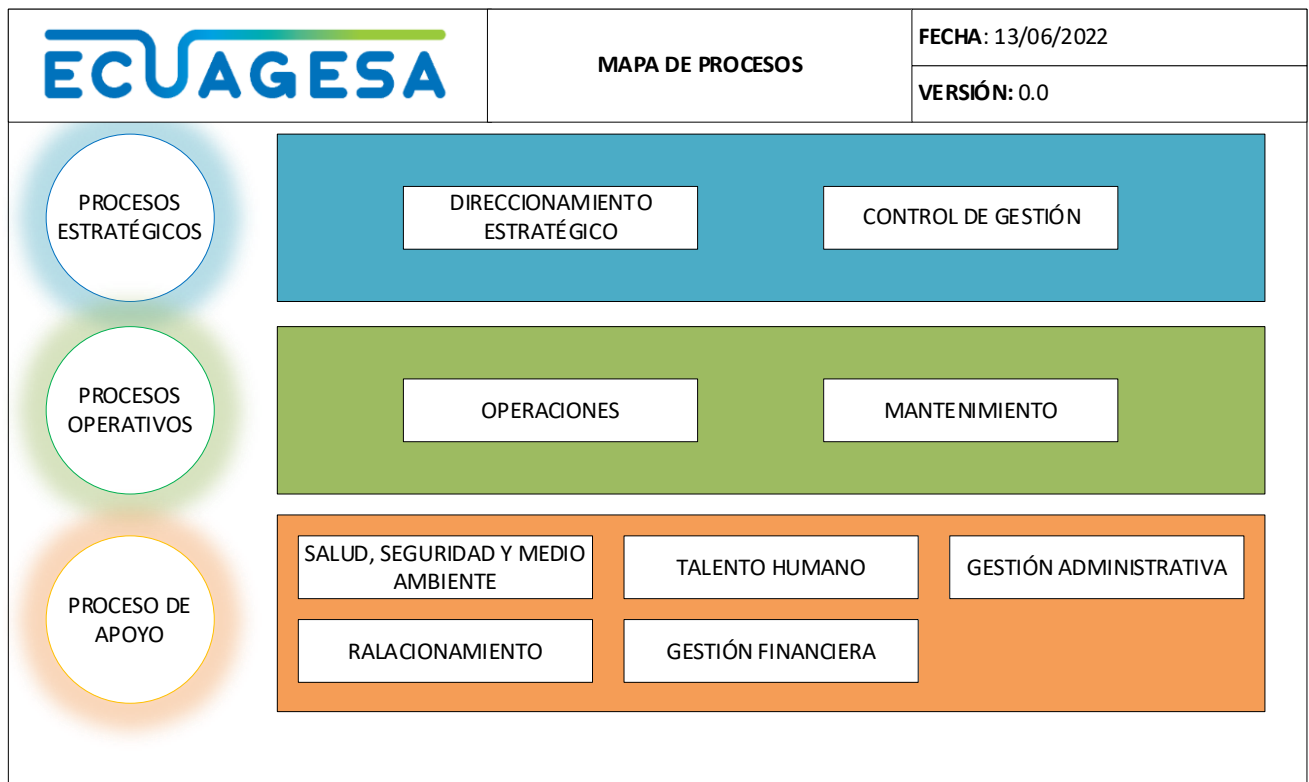 ECUAGESA
MAPA DE PROCESOS
FECHA: 13/06/2022
VERSIÓN: 0.0
PROCESOS
ESTRATÉGICOS
DIRECCIONAMIENTO
ESTRATÉGICO
CONTROL DE GESTIÓN
PROCESOS
OPERATIVOS
OPERACIONES
MANTENIMIENTO
PROCESO DE
APOYO
SALUD, SEGURIDAD Y MEDIO
AMBIENTE
TALENTO HUMANO
GESTIÓN ADMINISTRATIVA
RALACIONAMIENTO
GESTIÓN FINANCIERA